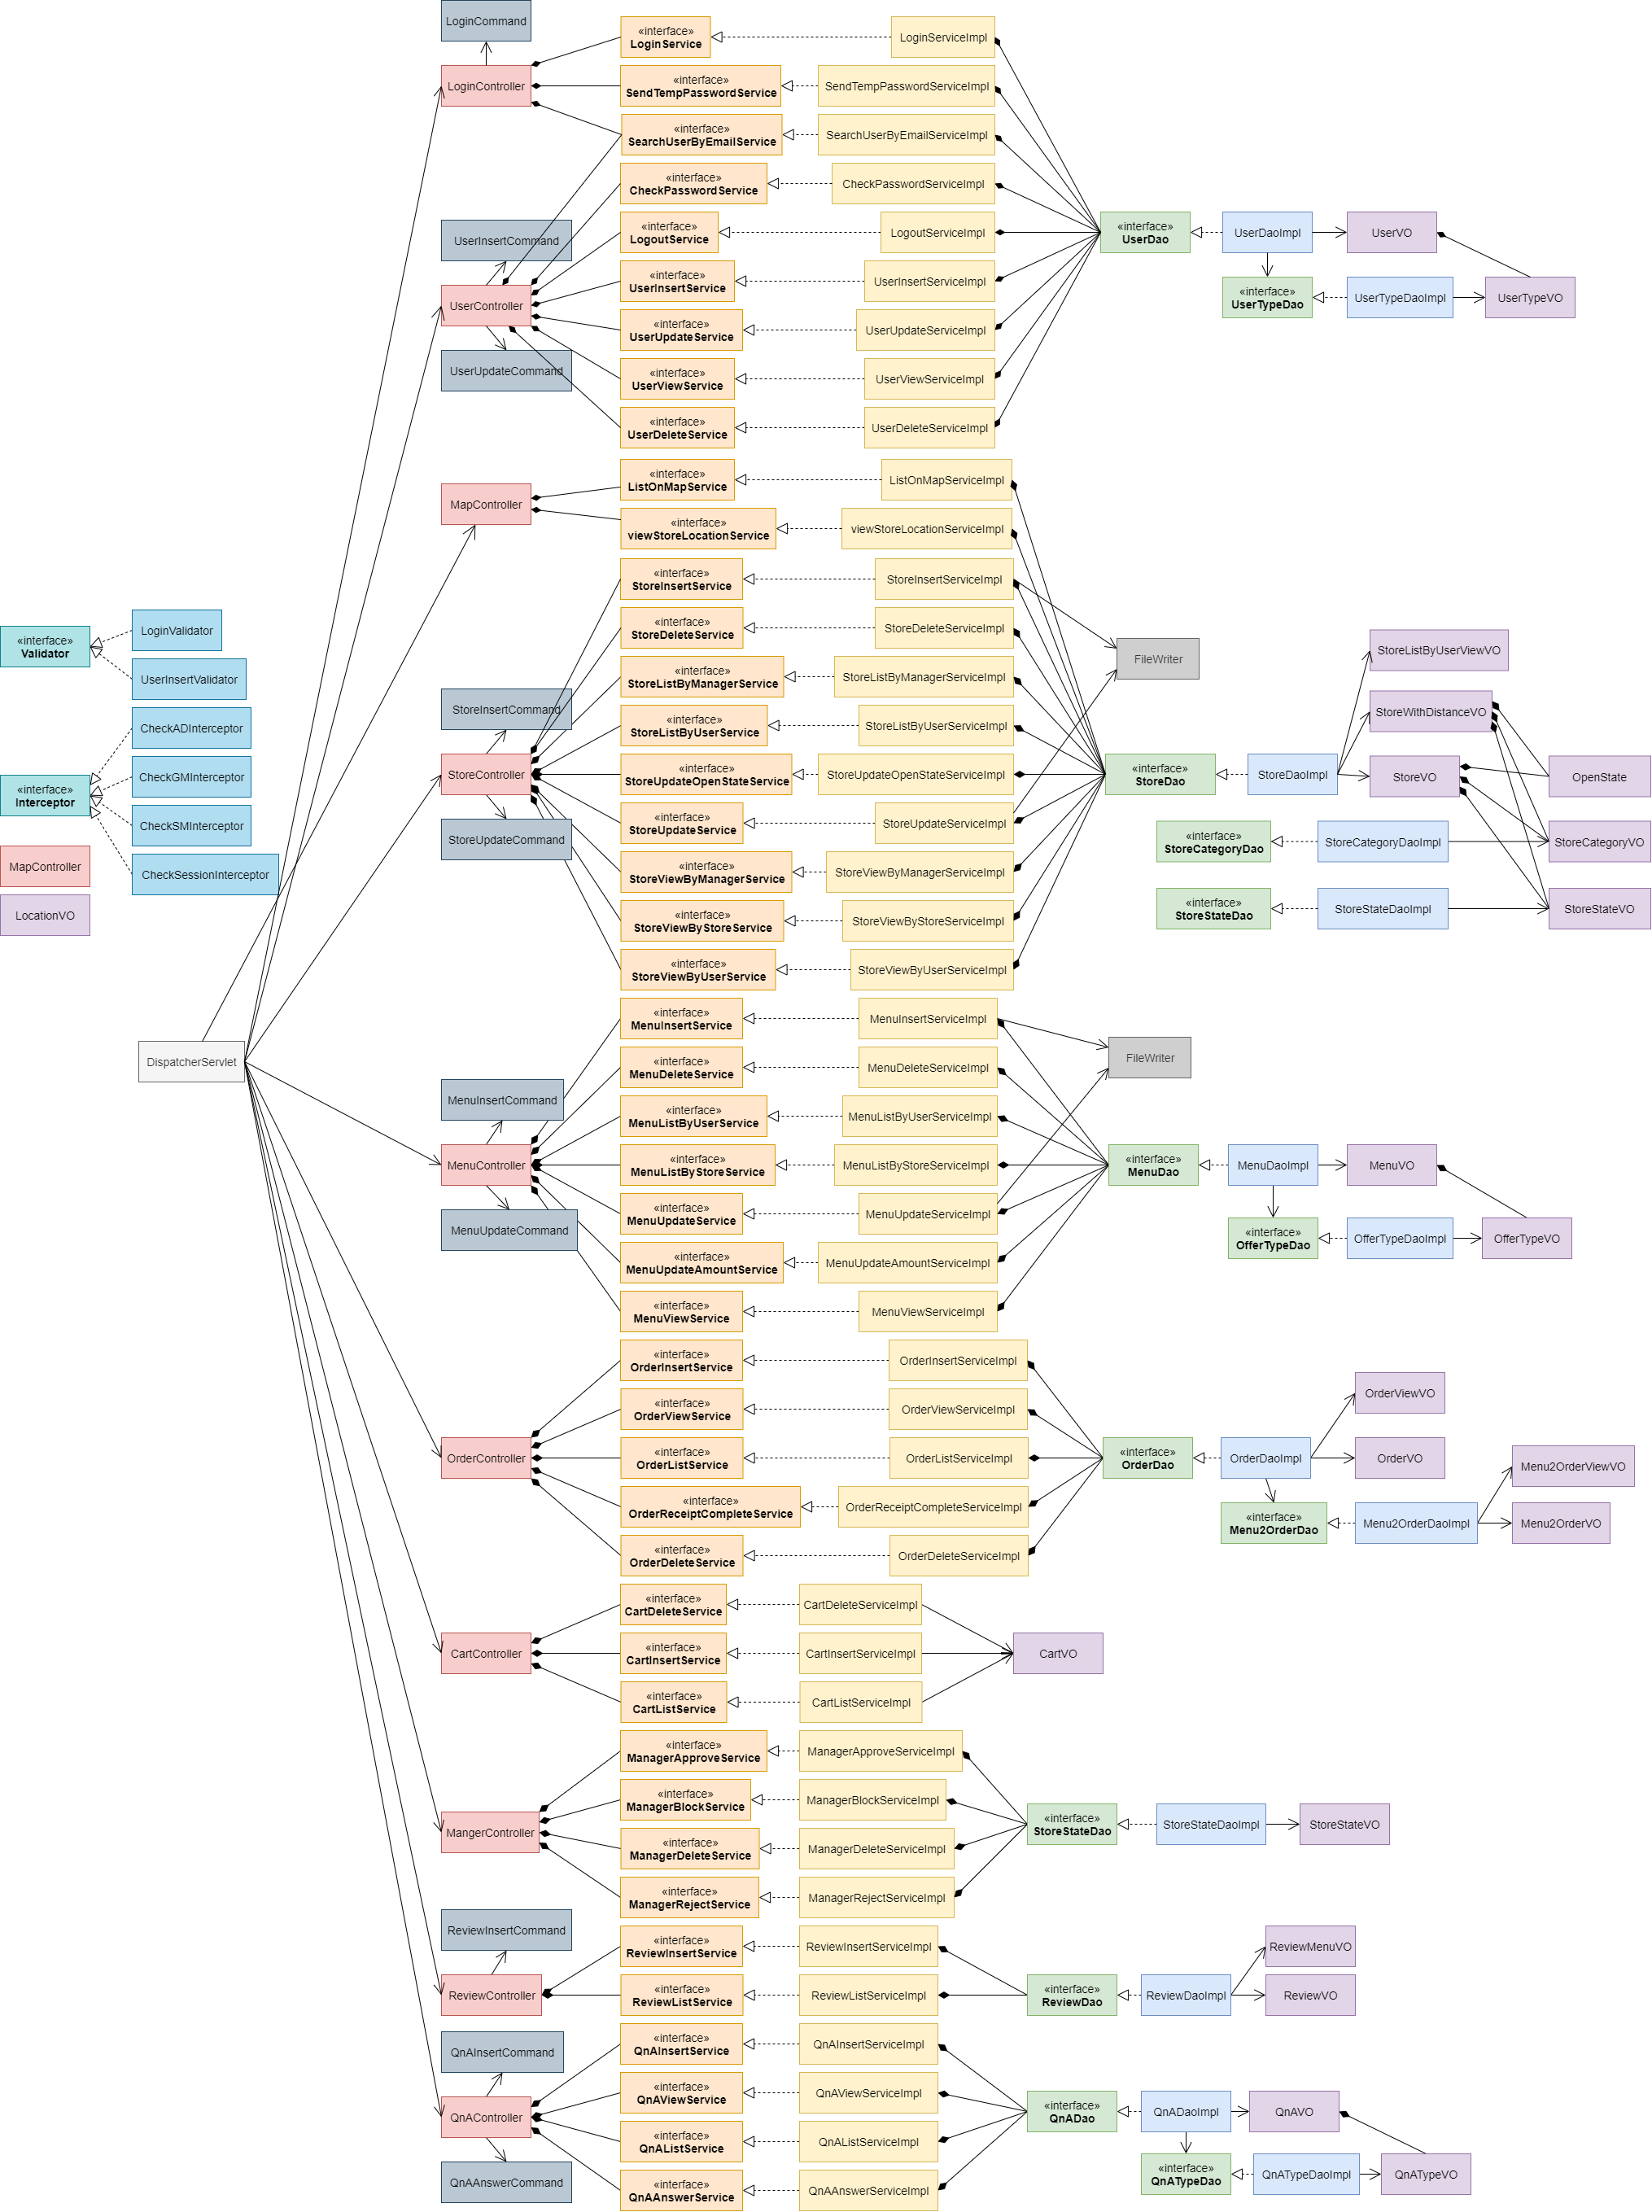 LoginCommand
«interface»
LoginService
LoginServiceImpl
LoginController
«interface»
SendTempPasswordService
SendTempPasswordServiceImpl
«interface»
SearchUserByEmailService
SearchUserByEmailServiceImpl
«interface»
CheckPasswordService
CheckPasswordServiceImpl
UserInsertCommand
«interface»
LogoutService
LogoutServiceImpl
«interface»
UserDao
UserDaoImpl
UserVO
UserController
«interface»
UserInsertService
UserInsertServiceImpl
«interface»
UserTypeDao
UserTypeDaoImpl
UserTypeVO
«interface»
UserUpdateService
UserUpdateServiceImpl
UserUpdateCommand
«interface»
UserViewService
UserViewServiceImpl
«interface»
UserDeleteService
UserDeleteServiceImpl
«interface»
ListOnMapService
ListOnMapServiceImpl
MapController
«interface»
viewStoreLocationService
viewStoreLocationServiceImpl
«interface»
StoreInsertService
StoreInsertServiceImpl
«interface»
Validator
LoginValidator
UserInsertValidator
«interface»
StoreDeleteService
StoreDeleteServiceImpl
FileWriter
StoreListByUserViewVO
«interface»
StoreListByManagerService
StoreListByManagerServiceImpl
CheckADInterceptor
StoreInsertCommand
«interface»
StoreListByUserService
StoreListByUserServiceImpl
StoreWithDistanceVO
«interface»
Interceptor
CheckGMInterceptor
StoreController
«interface»
StoreUpdateOpenStateService
StoreUpdateOpenStateServiceImpl
«interface»
StoreDao
StoreDaoImpl
StoreVO
OpenState
CheckSMInterceptor
StoreUpdateCommand
«interface»
StoreUpdateService
StoreUpdateServiceImpl
«interface»
StoreCategoryDao
StoreCategoryDaoImpl
StoreCategoryVO
MapController
CheckSessionInterceptor
«interface»
StoreViewByManagerService
StoreViewByManagerServiceImpl
LocationVO
«interface»
StoreViewByStoreService
StoreViewByStoreServiceImpl
«interface»
StoreStateDao
StoreStateDaoImpl
StoreStateVO
«interface»
StoreViewByUserService
StoreViewByUserServiceImpl
DispatcherServlet
«interface»
MenuInsertService
MenuInsertServiceImpl
FileWriter
«interface»
MenuDeleteService
MenuDeleteServiceImpl
MenuInsertCommand
«interface»
MenuListByUserService
MenuListByUserServiceImpl
MenuController
«interface»
MenuListByStoreService
MenuListByStoreServiceImpl
«interface»
MenuDao
MenuDaoImpl
MenuVO
MenuUpdateCommand
«interface»
MenuUpdateService
MenuUpdateServiceImpl
«interface»
OfferTypeDao
OfferTypeDaoImpl
OfferTypeVO
«interface»
MenuUpdateAmountService
MenuUpdateAmountServiceImpl
«interface»
MenuViewService
MenuViewServiceImpl
«interface»
OrderInsertService
OrderInsertServiceImpl
«interface»
OrderViewService
OrderViewServiceImpl
OrderViewVO
OrderController
«interface»
OrderListService
OrderListServiceImpl
«interface»
OrderDao
OrderDaoImpl
OrderVO
Menu2OrderViewVO
«interface»
OrderReceiptCompleteService
OrderReceiptCompleteServiceImpl
«interface»
Menu2OrderDao
Menu2OrderDaoImpl
Menu2OrderVO
«interface»
OrderDeleteService
OrderDeleteServiceImpl
«interface»
CartDeleteService
CartDeleteServiceImpl
CartController
«interface»
CartInsertService
CartInsertServiceImpl
CartVO
«interface»
CartListService
CartListServiceImpl
«interface»
ManagerApproveService
ManagerApproveServiceImpl
«interface»
ManagerBlockService
ManagerBlockServiceImpl
MangerController
«interface»
StoreStateDao
StoreStateDaoImpl
StoreStateVO
«interface»
ManagerDeleteService
ManagerDeleteServiceImpl
«interface»
ManagerRejectService
ManagerRejectServiceImpl
ReviewInsertCommand
«interface»
ReviewInsertService
ReviewInsertServiceImpl
ReviewMenuVO
ReviewController
«interface»
ReviewListService
ReviewListServiceImpl
«interface»
ReviewDao
ReviewDaoImpl
ReviewVO
QnAInsertCommand
«interface»
QnAInsertService
QnAInsertServiceImpl
«interface»
QnAViewService
QnAViewServiceImpl
QnAController
«interface»
QnADao
QnADaoImpl
QnAVO
«interface»
QnAListService
QnAListServiceImpl
QnAAnswerCommand
«interface»
QnAAnswerService
QnAAnswerServiceImpl
«interface»
QnATypeDao
QnATypeDaoImpl
QnATypeVO